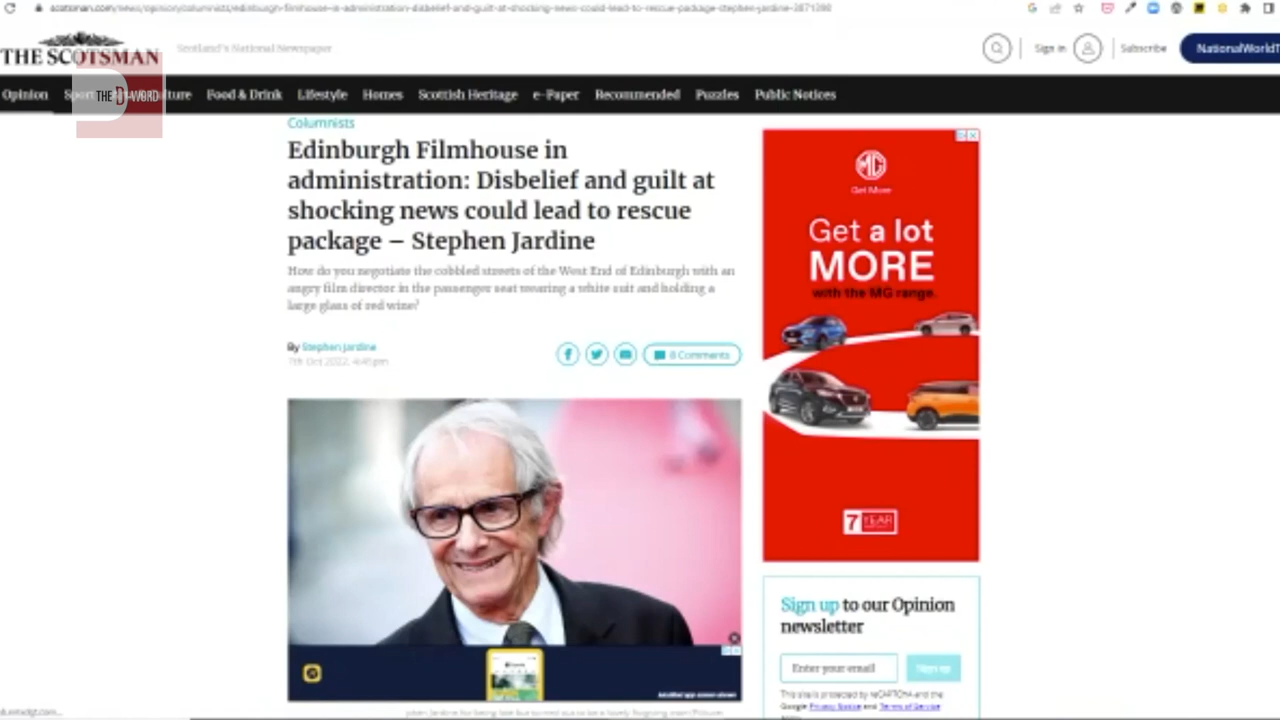 scotsman.com/news/opinion/columnists/edinburgh-filmhouse-in-administration-disbelief-and-guilt-at-shocking-news-could-lead-to-rescue-package-stephen-jardine-3871398
THE SCOTSMAN
Scotland's National Newspaper
Sign in
Subscribe
NationalWorldT
THE D-WORD
Opinion Sport Culture Food & Drink Lifestyle Homes Scottish Heritage e-Paper Recommended Puzzles Public Notices
Columnists
Edinburgh Filmhouse in
administration: Disbelief and guilt at
shocking news could lead to rescue
package – Stephen Jardine
How do you negotiate the cobbled streets of the West End of Edinburgh with an
angry film director in the passenger seat wearing a white suit and holding a
large glass of red wine?
By Stephen Jardine
7th Oct 2022, 4:45pm
8 Comments
MG
Get More
Get a lot
MORE
with the MG range.
7 YEAR
Sign up to our Opinion
newsletter
Enter your email
Sign up
This site is protected by reCAPTCHA and the
Google Privacy Notice and Terms of Service